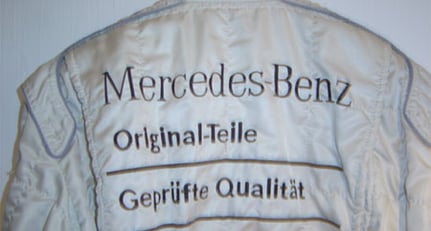 Mercedes-Benz
Original-Teile
Geprüfte Qualität